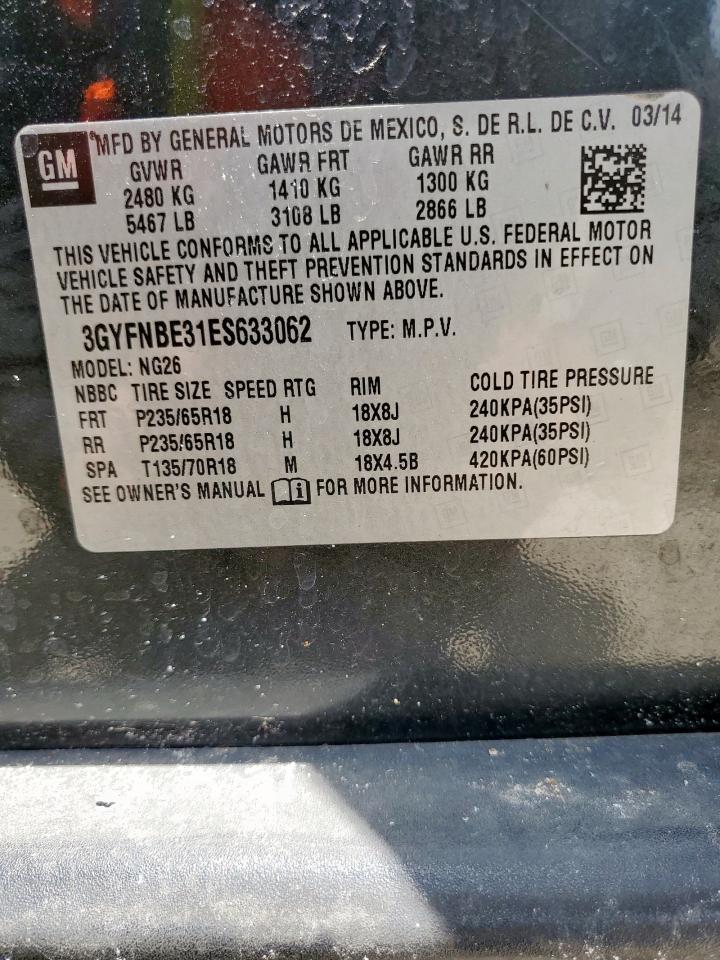 GM
®MFD BY GENERAL MOTORS DE MEXICO, S. DE R.L. DE C.V. 03/14
GVWR GAWR FRT GAWR RR
2480 KG 1410 KG 1300 KG
5467 LB 3108 LB 2866 LB
THIS VEHICLE CONFORMS TO ALL APPLICABLE U.S. FEDERAL MOTOR
VEHICLE SAFETY AND THEFT PREVENTION STANDARDS IN EFFECT ON
THE DATE OF MANUFACTURE SHOWN ABOVE.
3GYFNBE31ES633062 TYPE: M.P.V.
MODEL: NG26
NBBC TIRE SIZE SPEED RTG RIM COLD TIRE PRESSURE
FRT P235/65R18 H 18X8J 240KPA(35PSI)
RR P235/65R18 H 18X8J 240KPA(35PSI)
SPA T135/70R18 M 18X4.5B 420KPA(60PSI)
SEE OWNER'S MANUAL i FOR MORE INFORMATION.